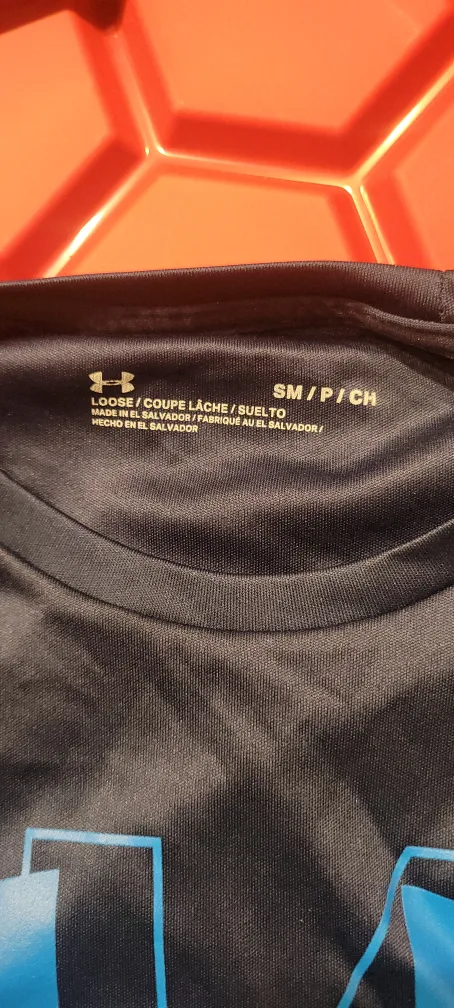 SM / P / CH
LOOSE / COUPE LÂCHE / SUELTO
MADE IN EL SALVADOR / FABRIQUÉ AU EL SALVADOR /
HECHO EN EL SALVADOR